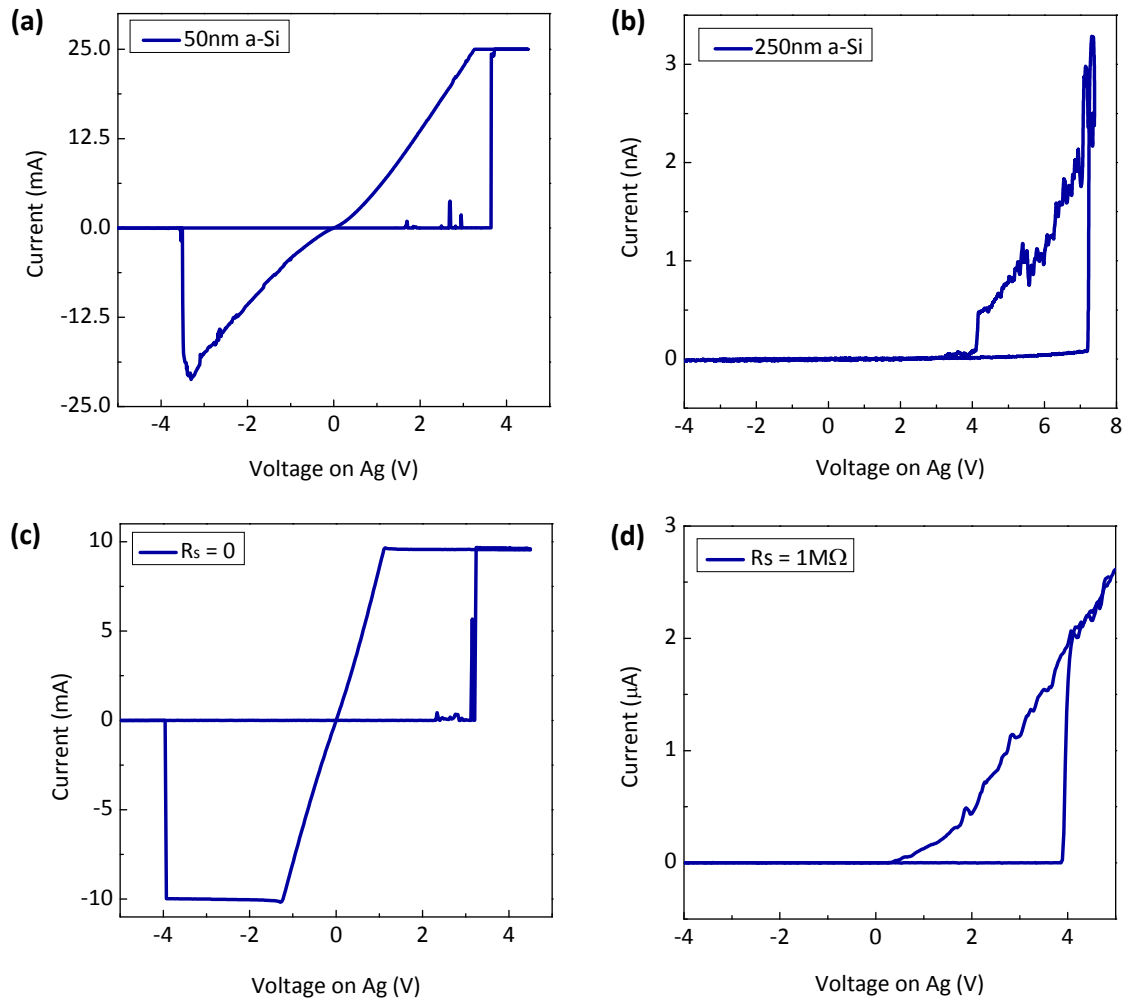 (a)
50nm a-Si
25.0
12.5
0.0
-12.5
-25.0
Current (mA)
-4 -2 0 2 4
Voltage on Ag (V)
(b)
250nm a-Si
3
2
1
0
Current (nA)
-4 -2 0 2 4 6 8
Voltage on Ag (V)
(c)
Rs = 0
10
5
0
-5
-10
Current (mA)
-4 -2 0 2 4
Voltage on Ag (V)
(d)
Rs = 1MΩ
3
2
1
0
Current (µA)
-4 -2 0 2 4
Voltage on Ag (V)